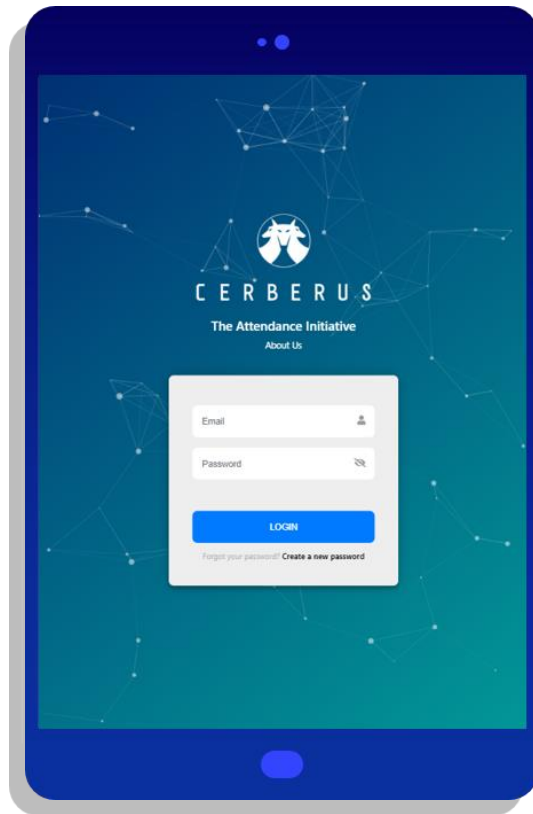 CERBERUS
The Attendance Initiative
About Us
Email
Password
LOGIN
Forgot your password? Create a new password